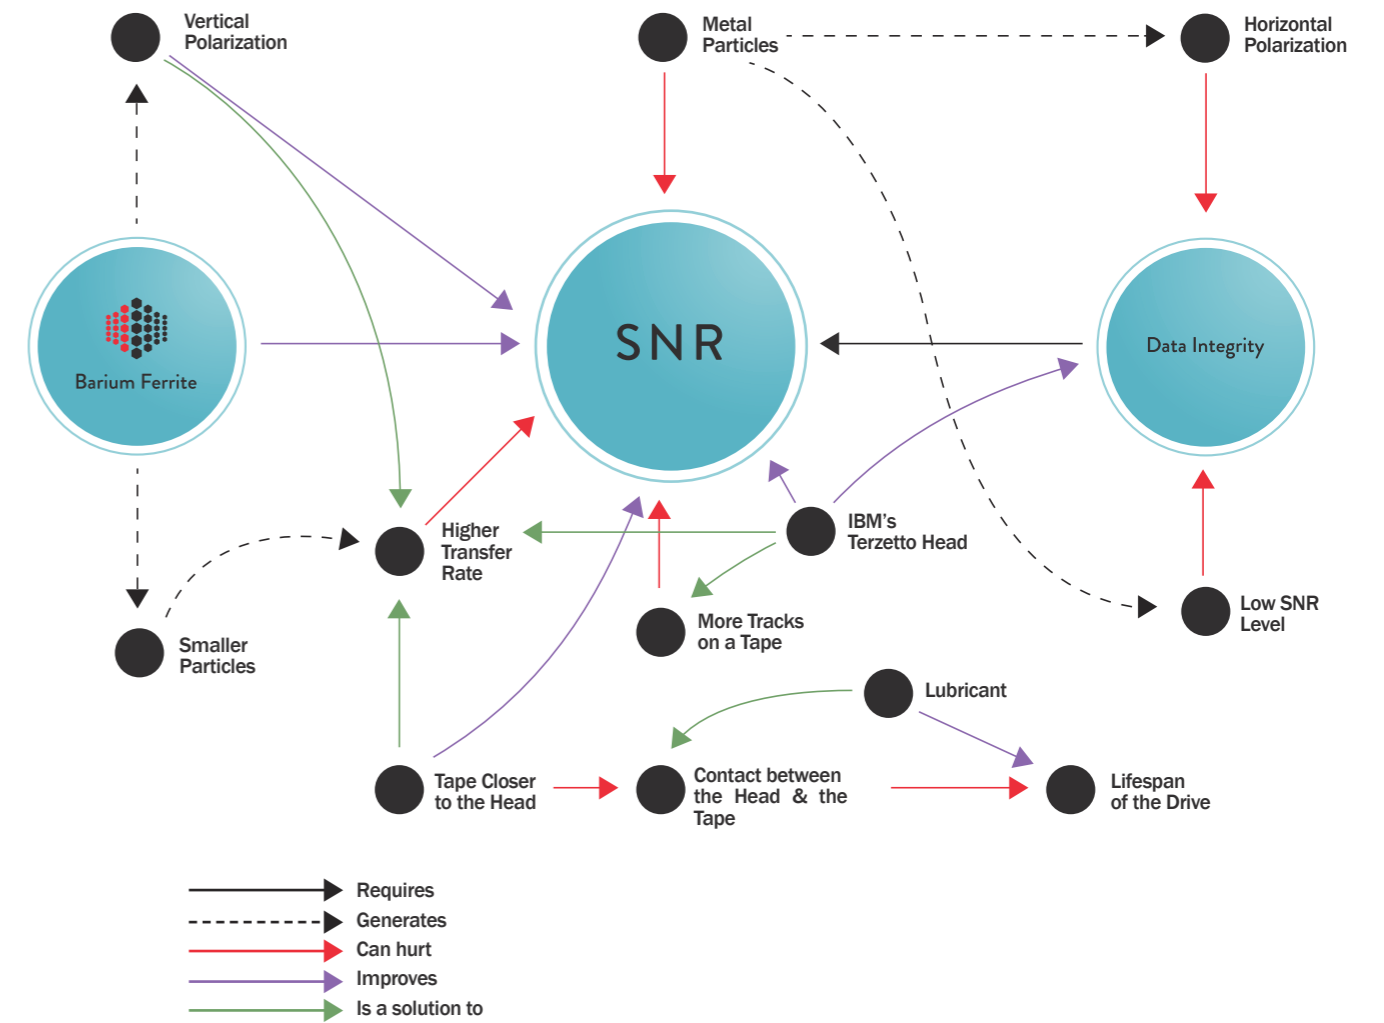 Vertical
Polarization
Metal
Particles
Horizontal
Polarization
SNR
Data Integrity
Barium Ferrite
Higher
Transfer
Rate
IBM's
Terzetto Head
Low SNR
Level
More Tracks
on a Tape
Smaller
Particles
Lubricant
Tape Closer
to the Head
Contact between
the Head & the
Tape
Lifespan
of the Drive
Requires
Generates
Can hurt
Improves
Is a solution to